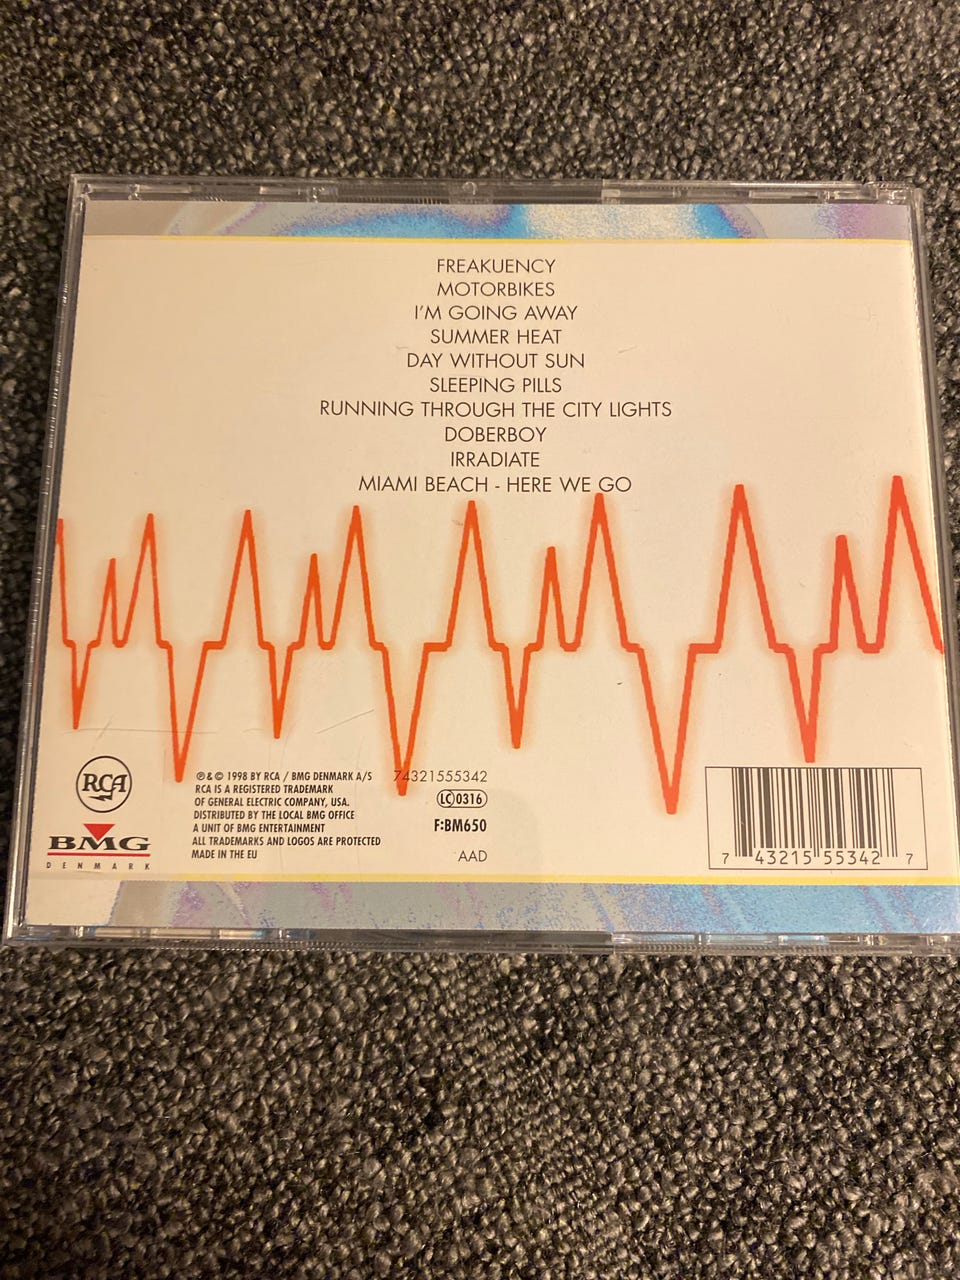 FREAKUENCY
MOTORBIKES
I'M GOING AWAY
SUMMER HEAT
DAY WITHOUT SUN
SLEEPING PILLS
RUNNING THROUGH THE CITY LIGHTS
DOBERBOY
IRRADIATE
MIAMI BEACH - HERE WE GO
RCA
BMG
DENMARK
℗ & © 1998 BY RCA / BMG DENMARK A/S
RCA IS A REGISTERED TRADEMARK
OF GENERAL ELECTRIC COMPANY, USA.
DISTRIBUTED BY THE LOCAL BMG OFFICE
A UNIT OF BMG ENTERTAINMENT
ALL TRADEMARKS AND LOGOS ARE PROTECTED
MADE IN THE EU
74321555342
LC 0316
F:BM650
AAD
7 43215 55342 7